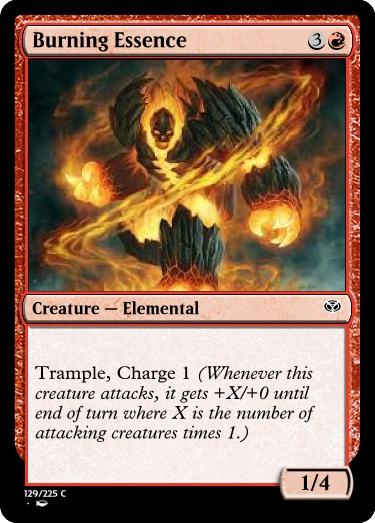 Burning Essence 3
Creature — Elemental
Trample, Charge 1 (Whenever this
creature attacks, it gets +X/+0 until
end of turn where X is the number of
attacking creatures times 1.)
1/4
129/225 C